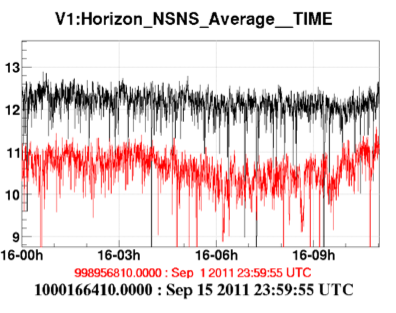 V1:Horizon_NSNS_Average__TIME
13
12
11
10
9
16-00h 16-03h 16-06h 16-09h
998956810.0000 : Sep 1 2011 23:59:55 UTC
1000166410.0000 : Sep 15 2011 23:59:55 UTC